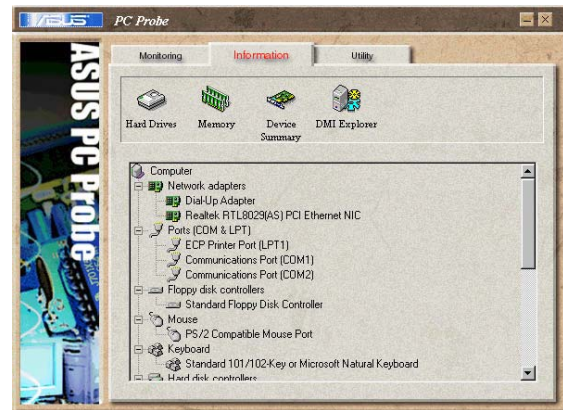 ASUS PC Probe
Monitoring Information Utility
Hard Drives Memory Device Summary DMI Explorer
ASUS PC Probe
Computer
Network adapters
Dial-Up Adapter
Realtek RTL8029(AS) PCI Ethernet NIC
Ports (COM & LPT)
ECP Printer Port (LPT1)
Communications Port (COM1)
Communications Port (COM2)
Floppy disk controllers
Standard Floppy Disk Controller
Mouse
PS/2 Compatible Mouse Port
Keyboard
Standard 101/102-Key or Microsoft Natural Keyboard
Hard disk controllers